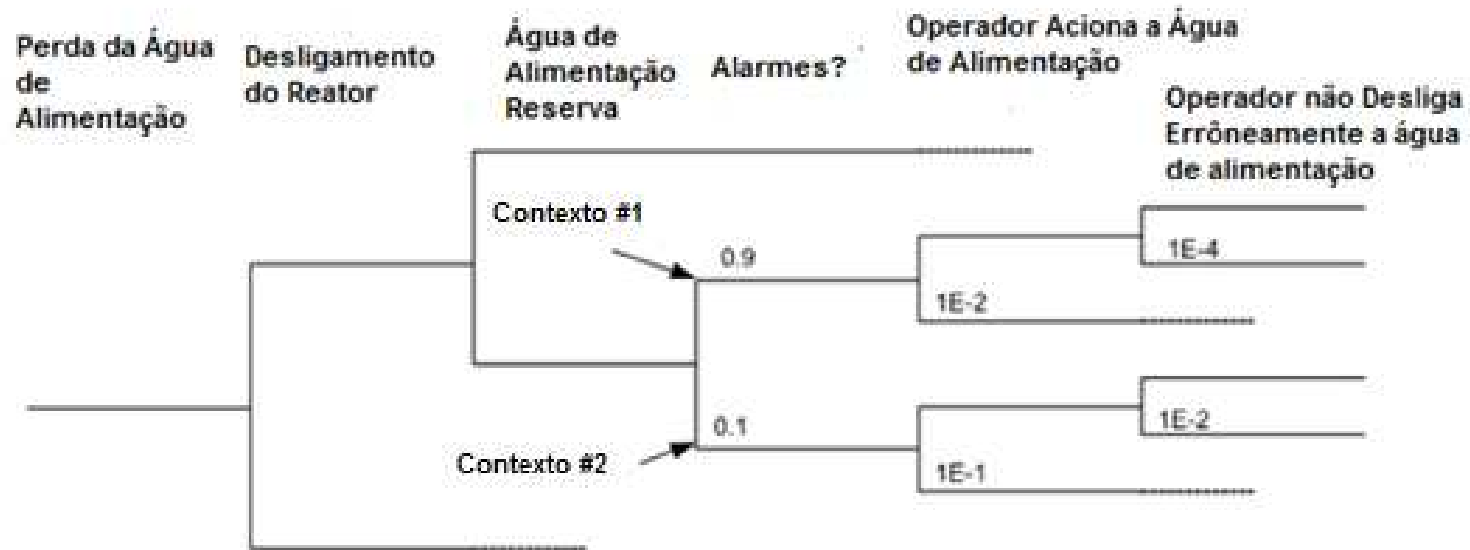 Perda da Água
de
Alimentação
Desligamento
do Reator
Água de
Alimentação
Reserva
Alarmes?
Operador Aciona a Água
de Alimentação
Operador não Desliga
Errôneamente a água
de alimentação
Contexto #1
0.9
1E-4
1E-2
Contexto #2
0.1
1E-2
1E-1